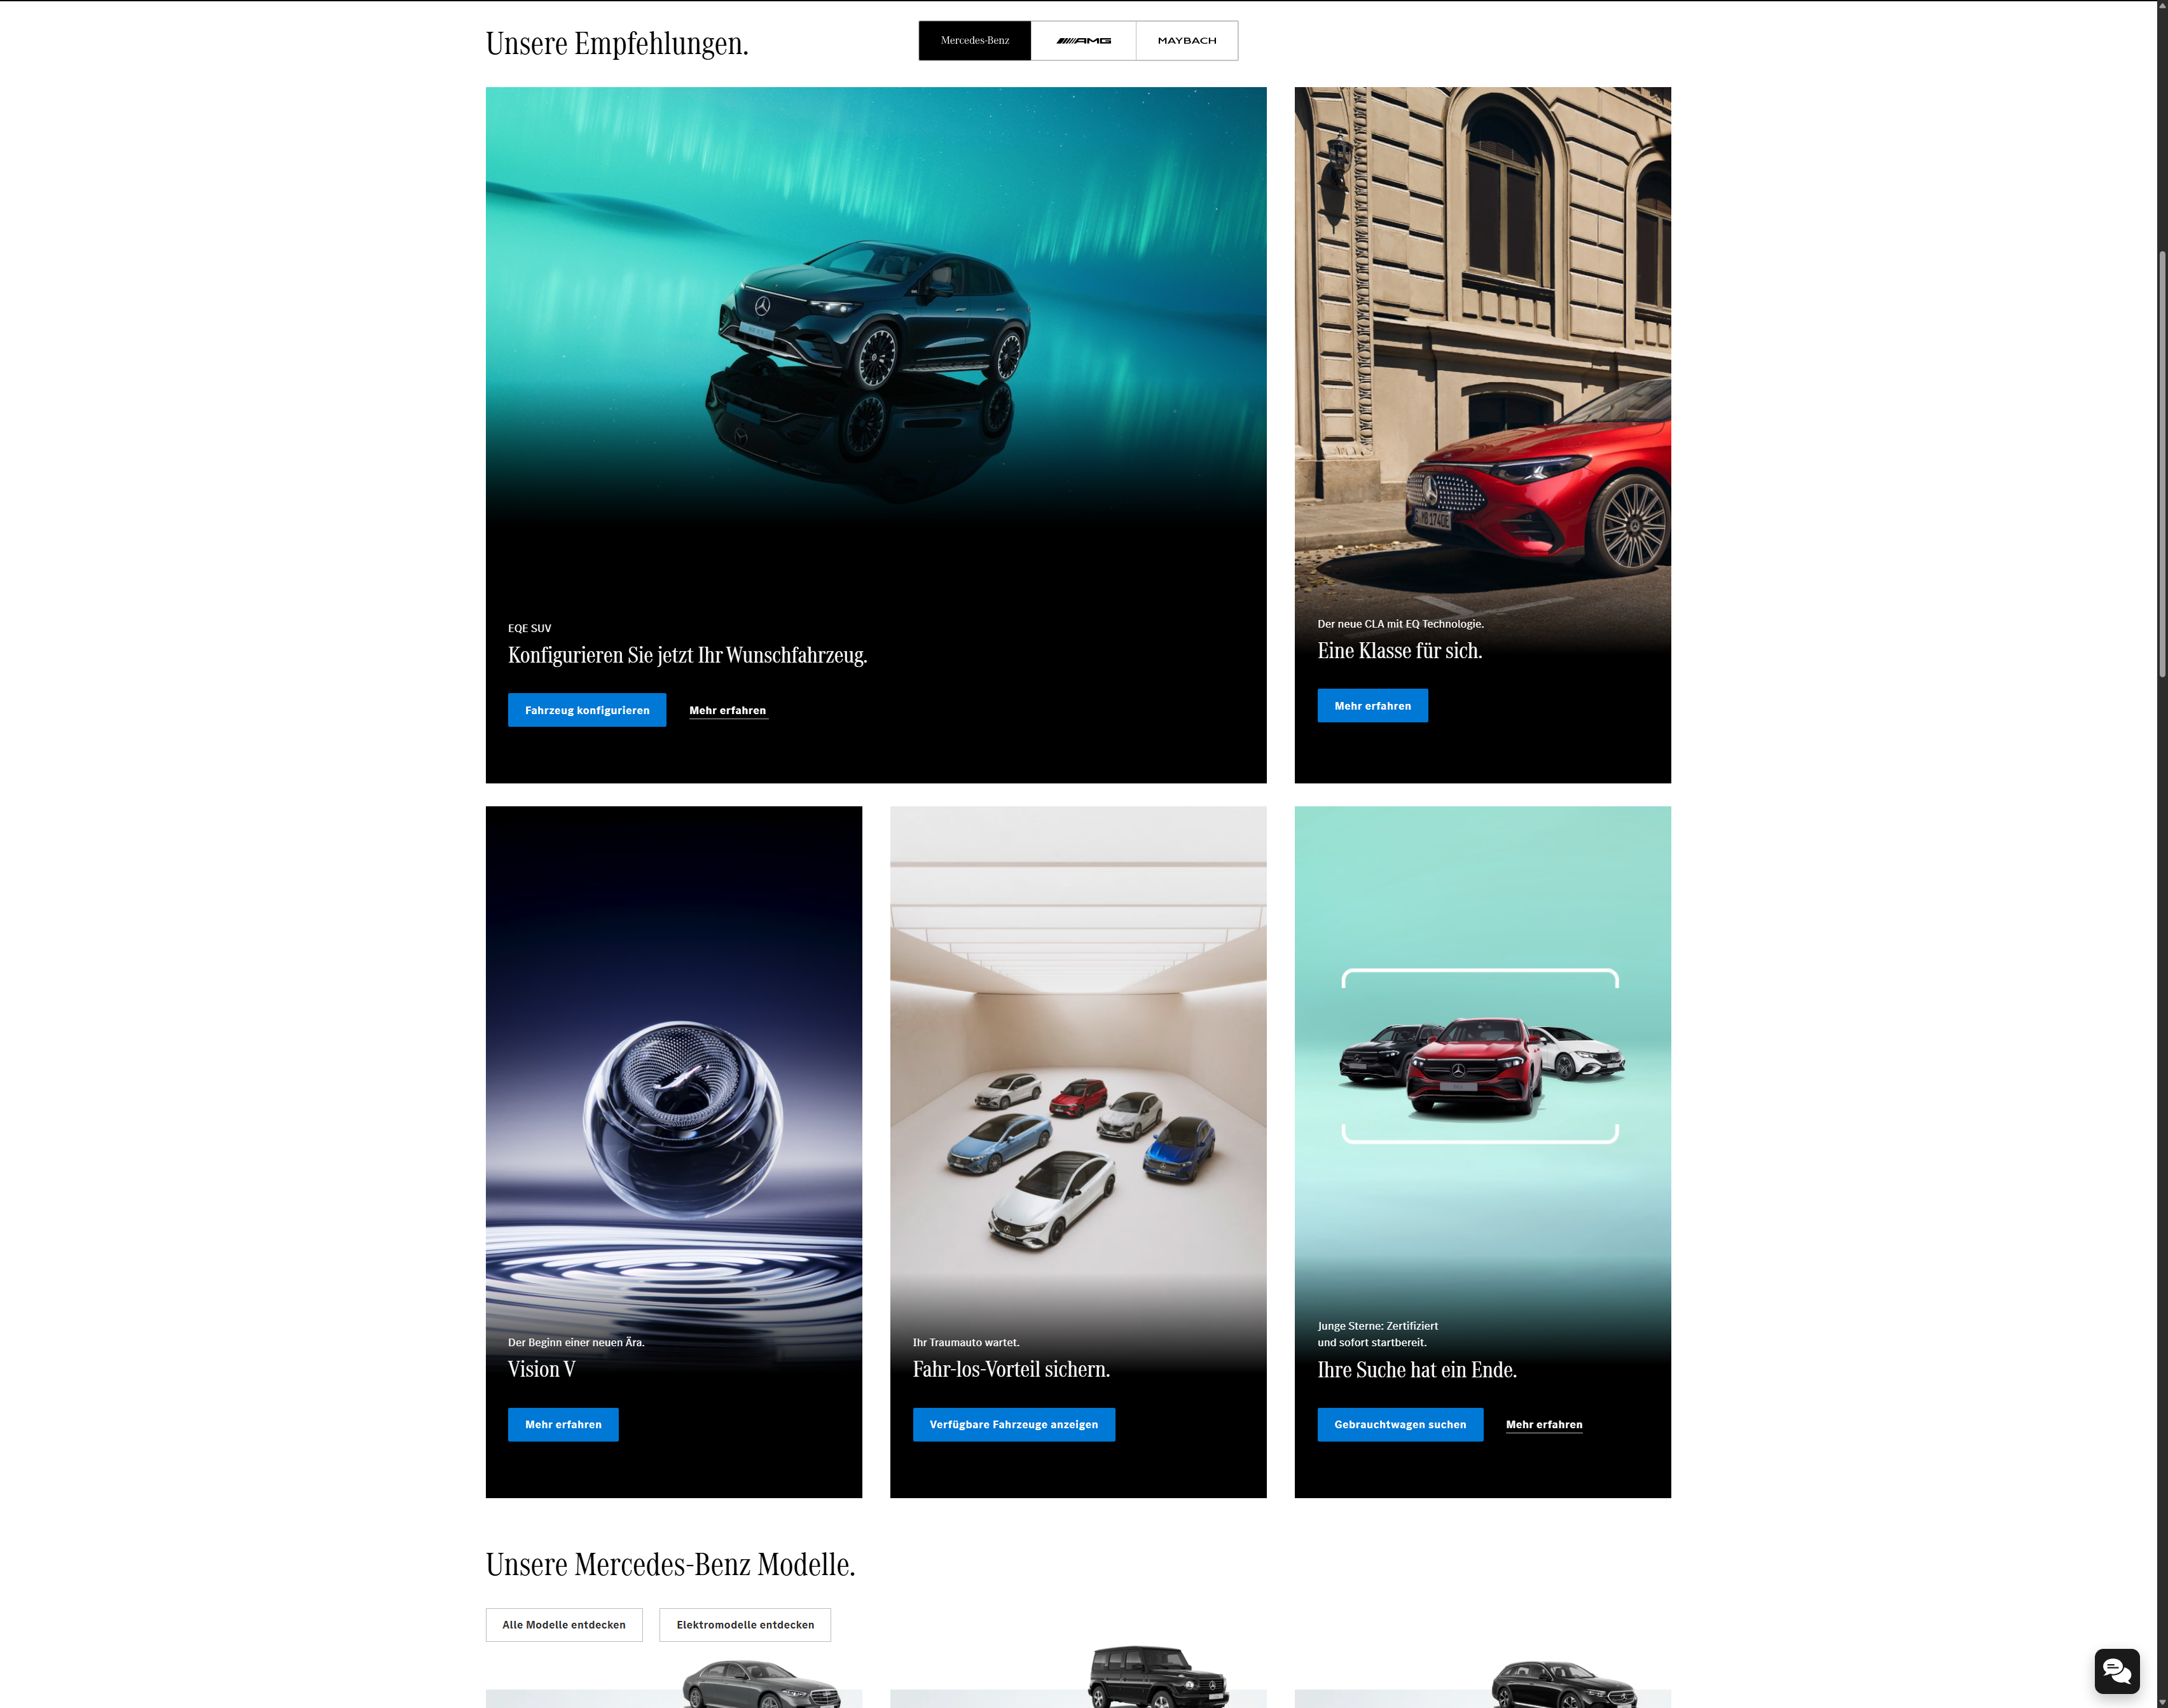 Unsere Empfehlungen.
Mercedes-Benz
AMG
MAYBACH
EQE SUV
Konfigurieren Sie jetzt Ihr Wunschfahrzeug.
Fahrzeug konfigurieren
Mehr erfahren
S·MB 1740E
Der neue CLA mit EQ Technologie.
Eine Klasse für sich.
Mehr erfahren
Der Beginn einer neuen Ära.
Vision V
Mehr erfahren
Ihr Traumauto wartet.
Fahr-los-Vorteil sichern.
Verfügbare Fahrzeuge anzeigen
Junge Sterne: Zertifiziert
und sofort startbereit.
Ihre Suche hat ein Ende.
Gebrauchtwagen suchen
Mehr erfahren
Unsere Mercedes-Benz Modelle.
Alle Modelle entdecken
Elektromodelle entdecken